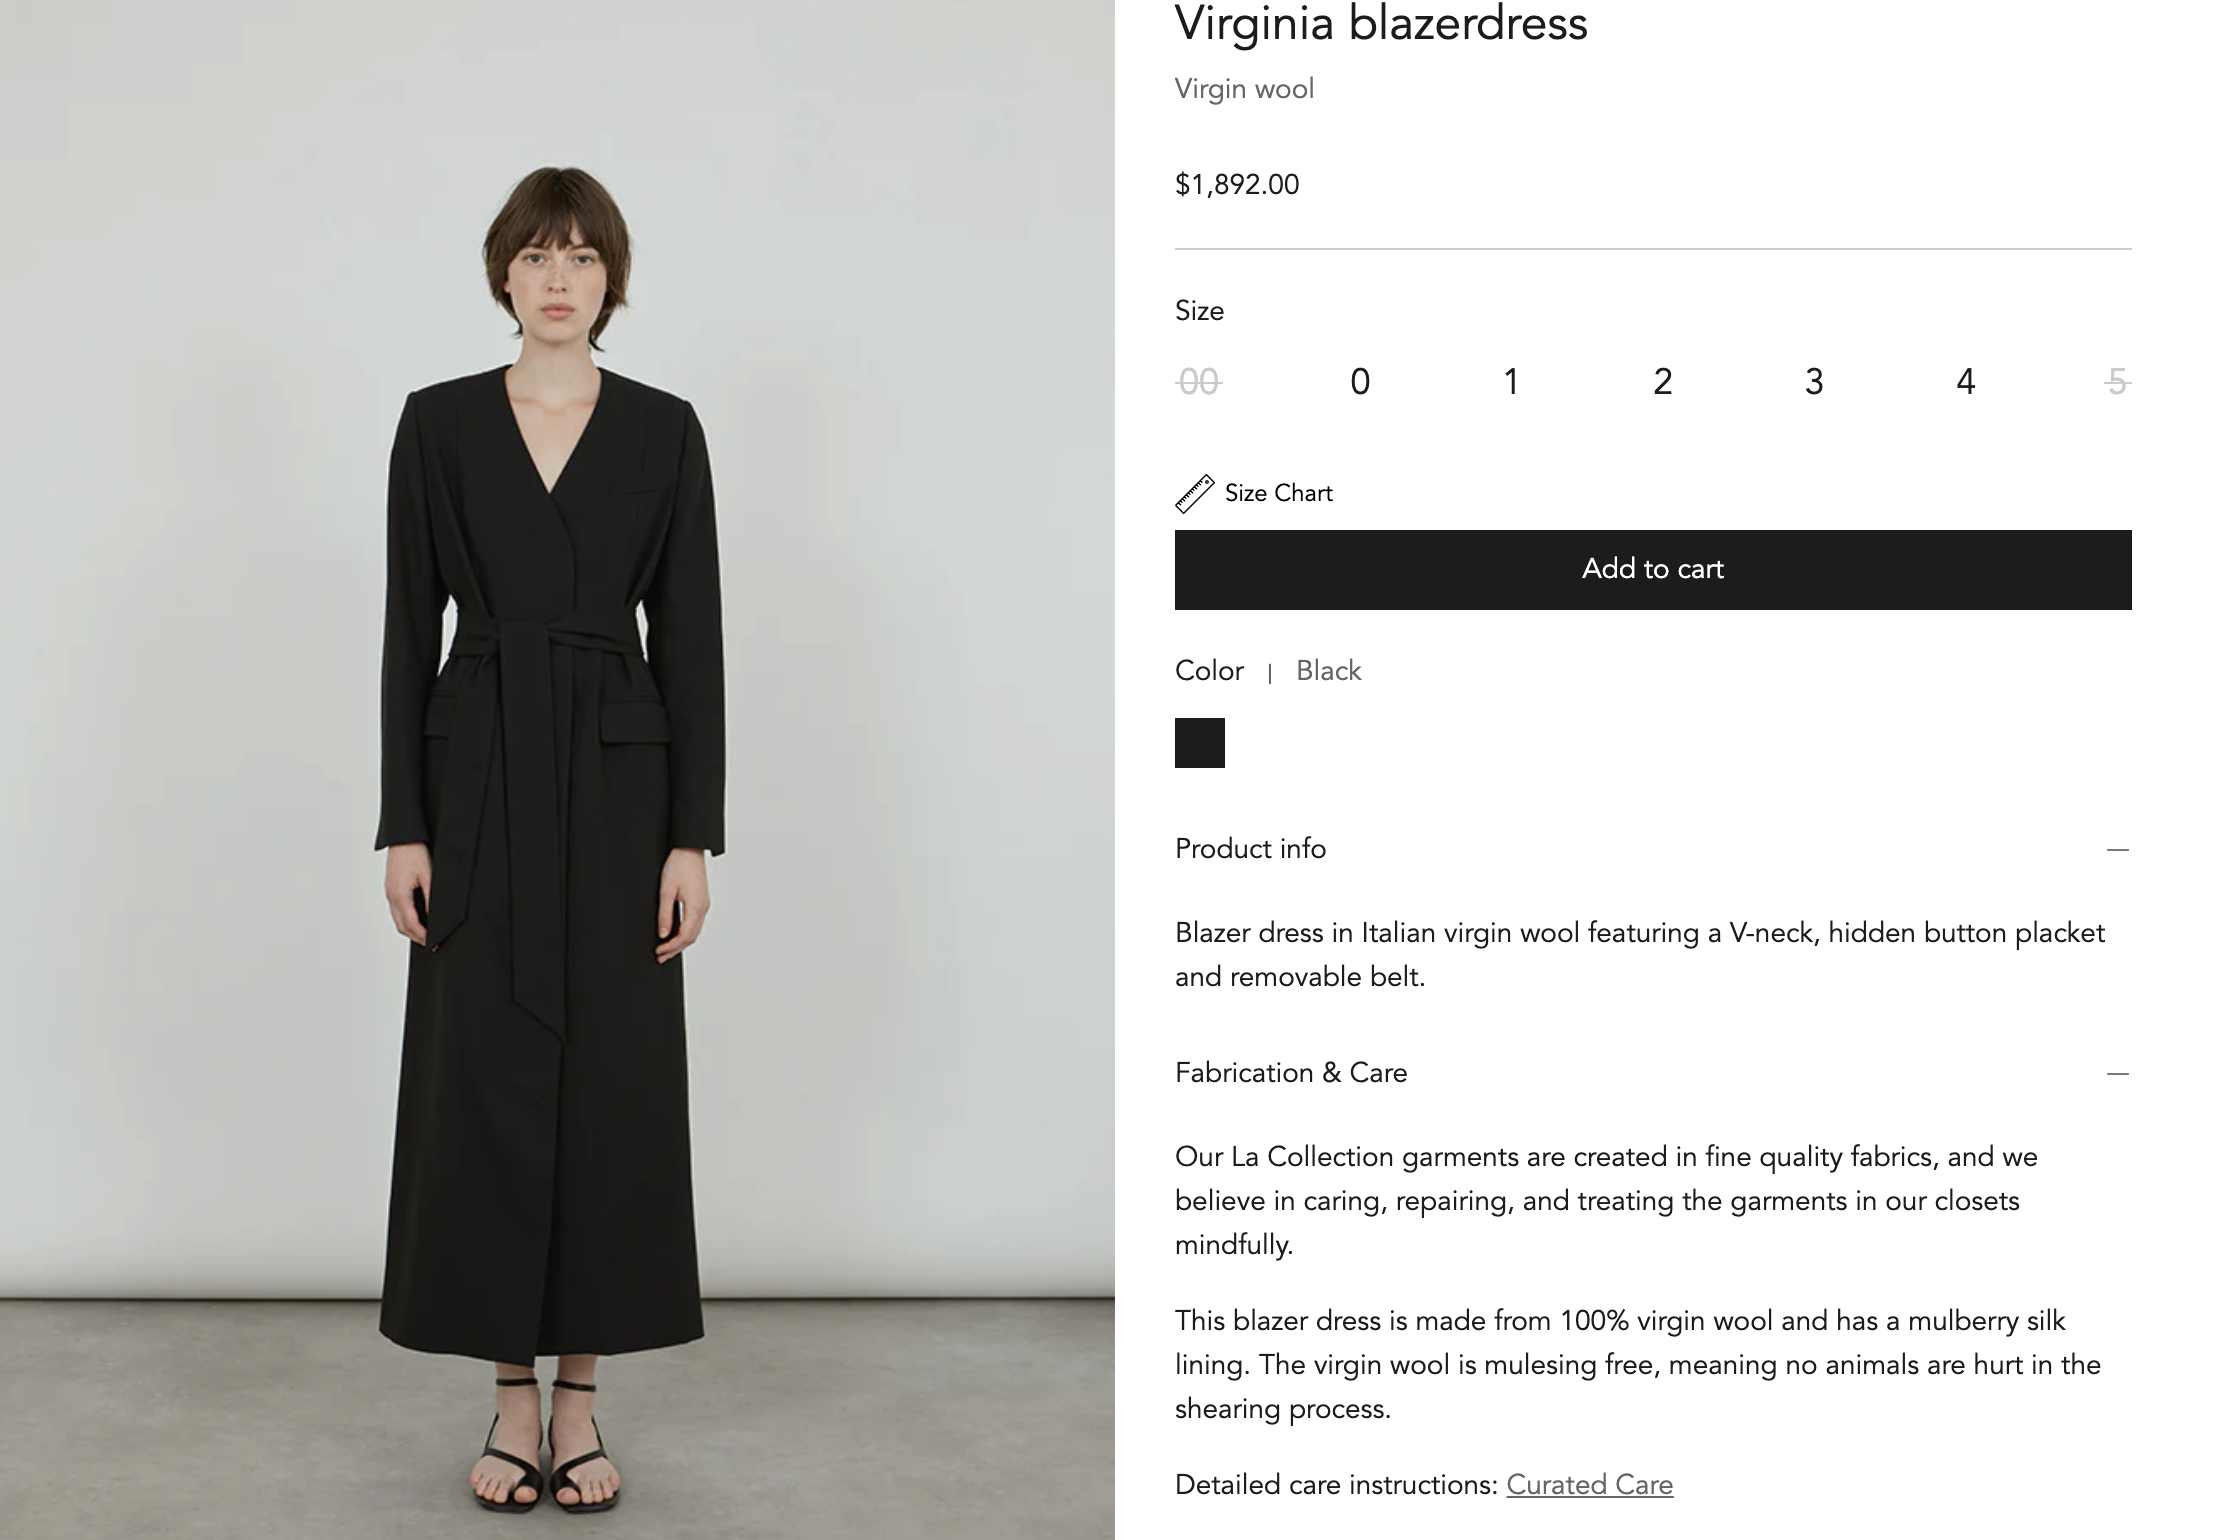 Virginia blazerdress
Virgin wool
$1,892.00
Size
00 0 1 2 3 4 5
Size Chart
Add to cart
Color | Black
Product info —
Blazer dress in Italian virgin wool featuring a V-neck, hidden button placket
and removable belt.
Fabrication & Care —
Our La Collection garments are created in fine quality fabrics, and we
believe in caring, repairing, and treating the garments in our closets
mindfully.
This blazer dress is made from 100% virgin wool and has a mulberry silk
lining. The virgin wool is mulesing free, meaning no animals are hurt in the
shearing process.
Detailed care instructions: Curated Care